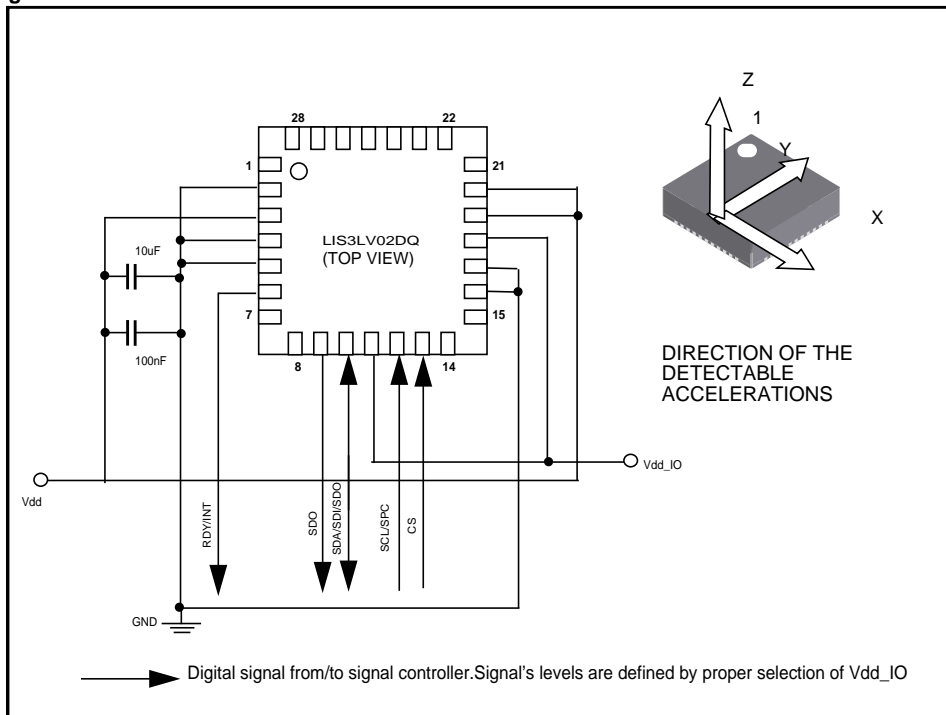 Z
1
Y
X
28
22
1
21
LIS3LV02DQ
(TOP VIEW)
10uF
100nF
7
15
8
14
DIRECTION OF THE
DETECTABLE
ACCELERATIONS
Vdd_IO
Vdd
RDY/INT
SDO
SDA/SDI/SDO
SCL/SPC
CS
GND
Digital signal from/to signal controller.Signal's levels are defined by proper selection of Vdd_IO